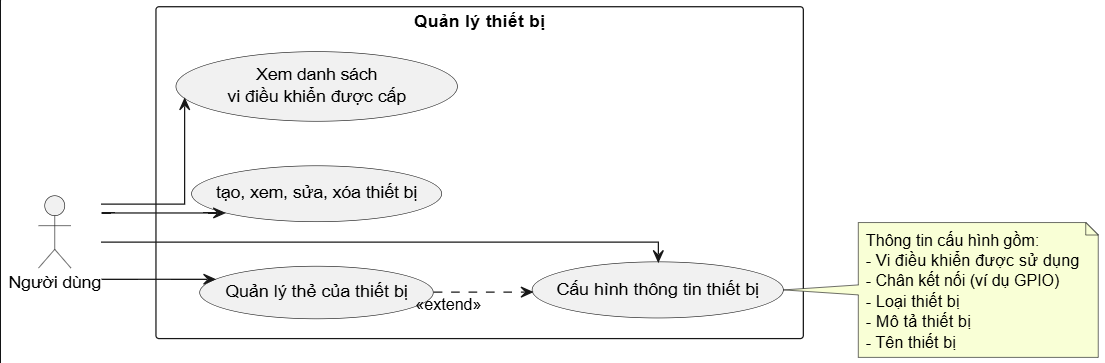 Quản lý thiết bị
Xem danh sách
vi điều khiển được cấp
tạo, xem, sửa, xóa thiết bị
Người dùng
Quản lý thẻ của thiết bị
«extend»
Cấu hình thông tin thiết bị
Thông tin cấu hình gồm:
- Vi điều khiển được sử dụng
- Chân kết nối (ví dụ GPIO)
- Loại thiết bị
- Mô tả thiết bị
- Tên thiết bị